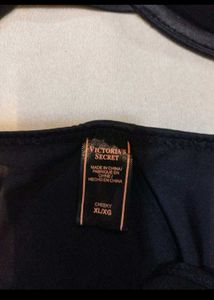 VICTORIA'S
SECRET
MADE IN CHINA/
FABRIQUÉ EN
CHINE/
HECHO EN CHINA
CHEEKY
XL/XG